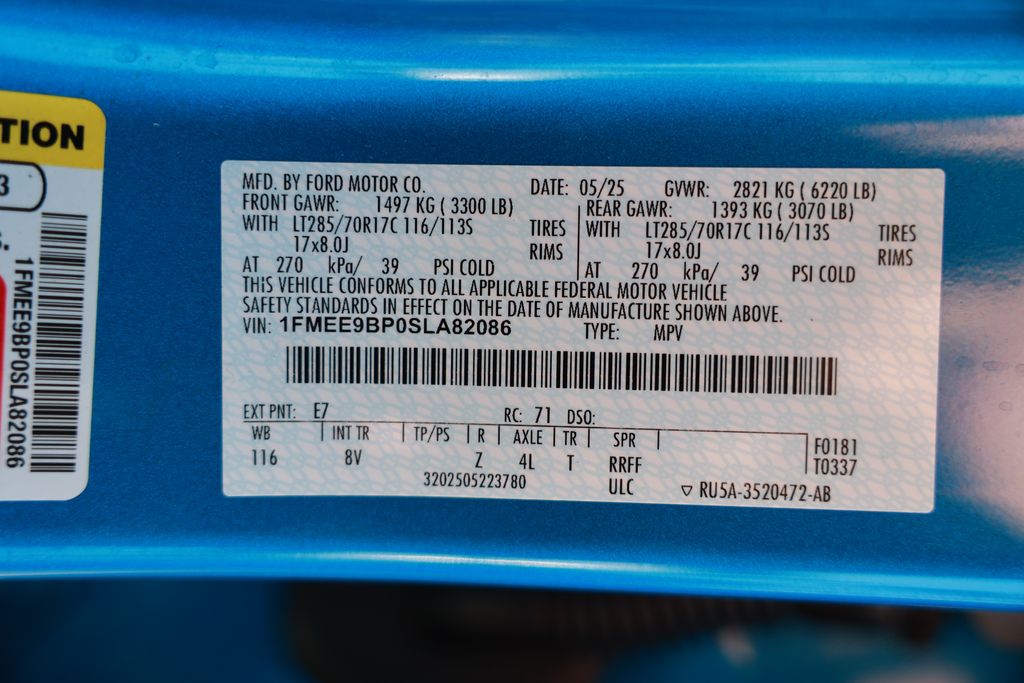 TION
3
S.
1FMEE9BP0SLA82086
MFD. BY FORD MOTOR CO. DATE: 05/25 GVWR: 2821 KG ( 6220 LB)
FRONT GAWR: 1497 KG ( 3300 LB) REAR GAWR: 1393 KG ( 3070 LB)
WITH LT285/70R17C 116/113S TIRES WITH LT285/70R17C 116/113S TIRES
17x8.0J RIMS 17x8.0J RIMS
AT 270 kPa/ 39 PSI COLD AT 270 kPa/ 39 PSI COLD
THIS VEHICLE CONFORMS TO ALL APPLICABLE FEDERAL MOTOR VEHICLE
SAFETY STANDARDS IN EFFECT ON THE DATE OF MANUFACTURE SHOWN ABOVE.
VIN: 1FMEE9BP0SLA82086 TYPE: MPV
EXT PNT: E7 RC: 71 DSO:
WB INT TR TP/PS R AXLE TR SPR F0181
116 8V Z 4L T RRFF T0337
3202505223780 ULC ▽ RU5A-3520472-AB